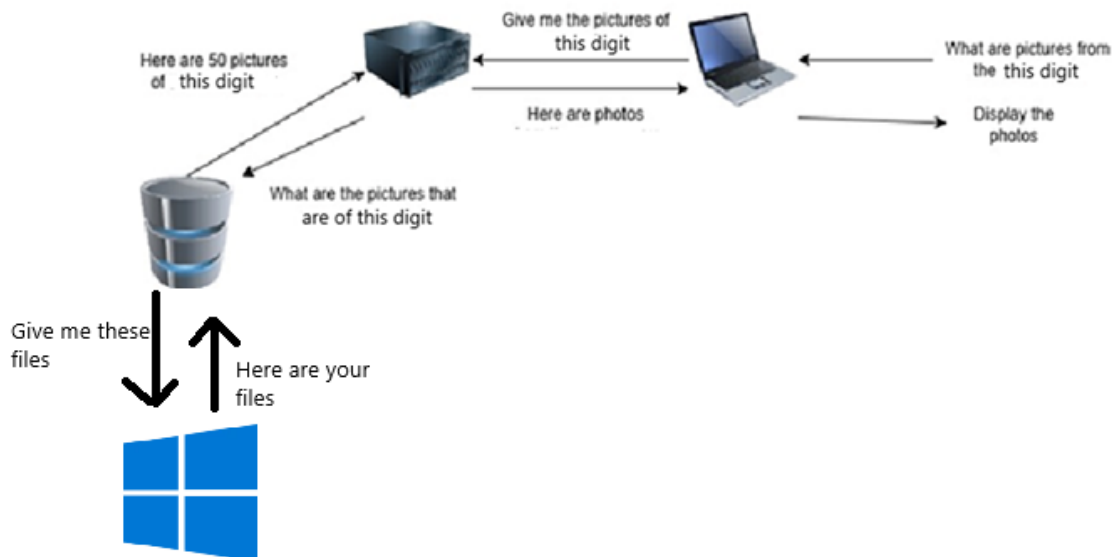 Give me the pictures of
this digit
Here are 50 pictures
of this digit
What are pictures from
the this digit
Here are photos
Display the
photos
What are the pictures that
are of this digit
Give me these
files
Here are your
files